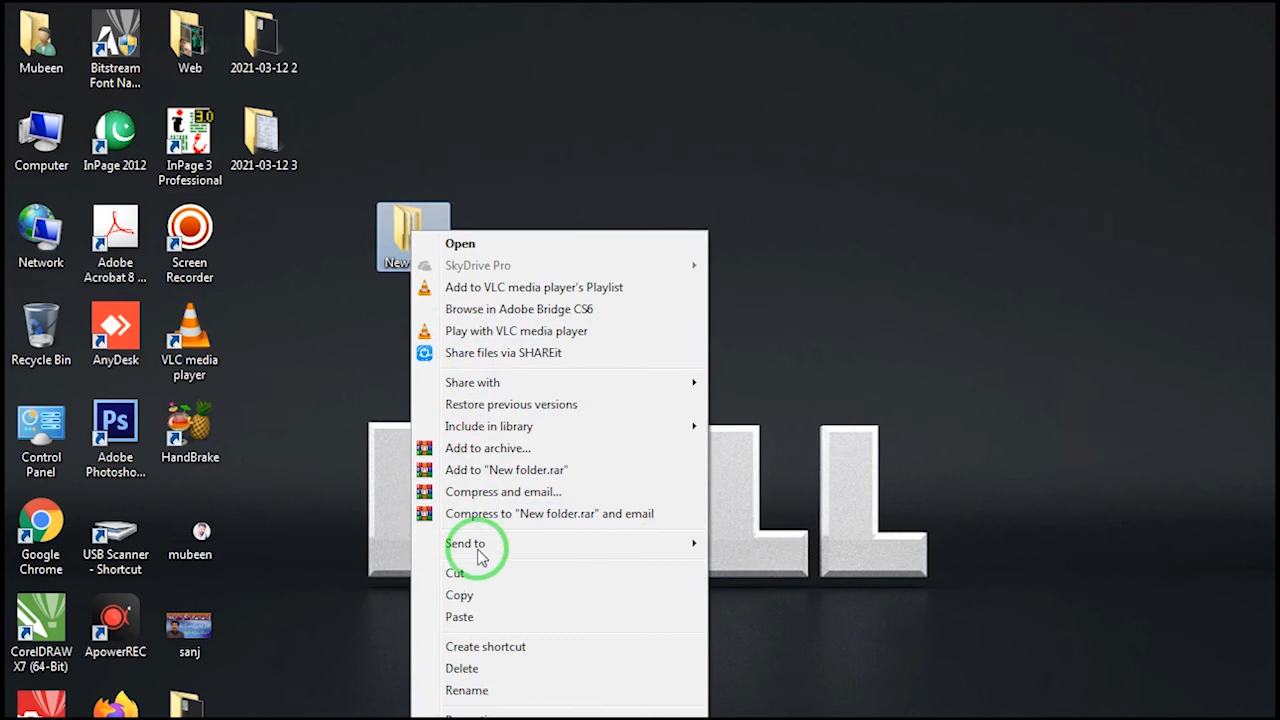 Mubeen
Bitstream
Font Na...
Web
2021-03-12 2
Computer
InPage 2012
3.0
InPage 3
Professional
2021-03-12 3
Network
Adobe
Acrobat 8 ...
Screen
Recorder
Recycle Bin
AnyDesk
VLC media
player
Control
Panel
Ps
Adobe
Photosho...
HandBrake
Google
Chrome
USB Scanner
- Shortcut
mubeen
CorelDRAW
X7 (64-Bit)
ApowerREC
sanj
New
Open
SkyDrive Pro
Add to VLC media player's Playlist
Browse in Adobe Bridge CS6
Play with VLC media player
Share files via SHAREit
Share with
Restore previous versions
Include in library
Add to archive...
Add to "New folder.rar"
Compress and email...
Compress to "New folder.rar" and email
Send to
Cut
Copy
Paste
Create shortcut
Delete
Rename